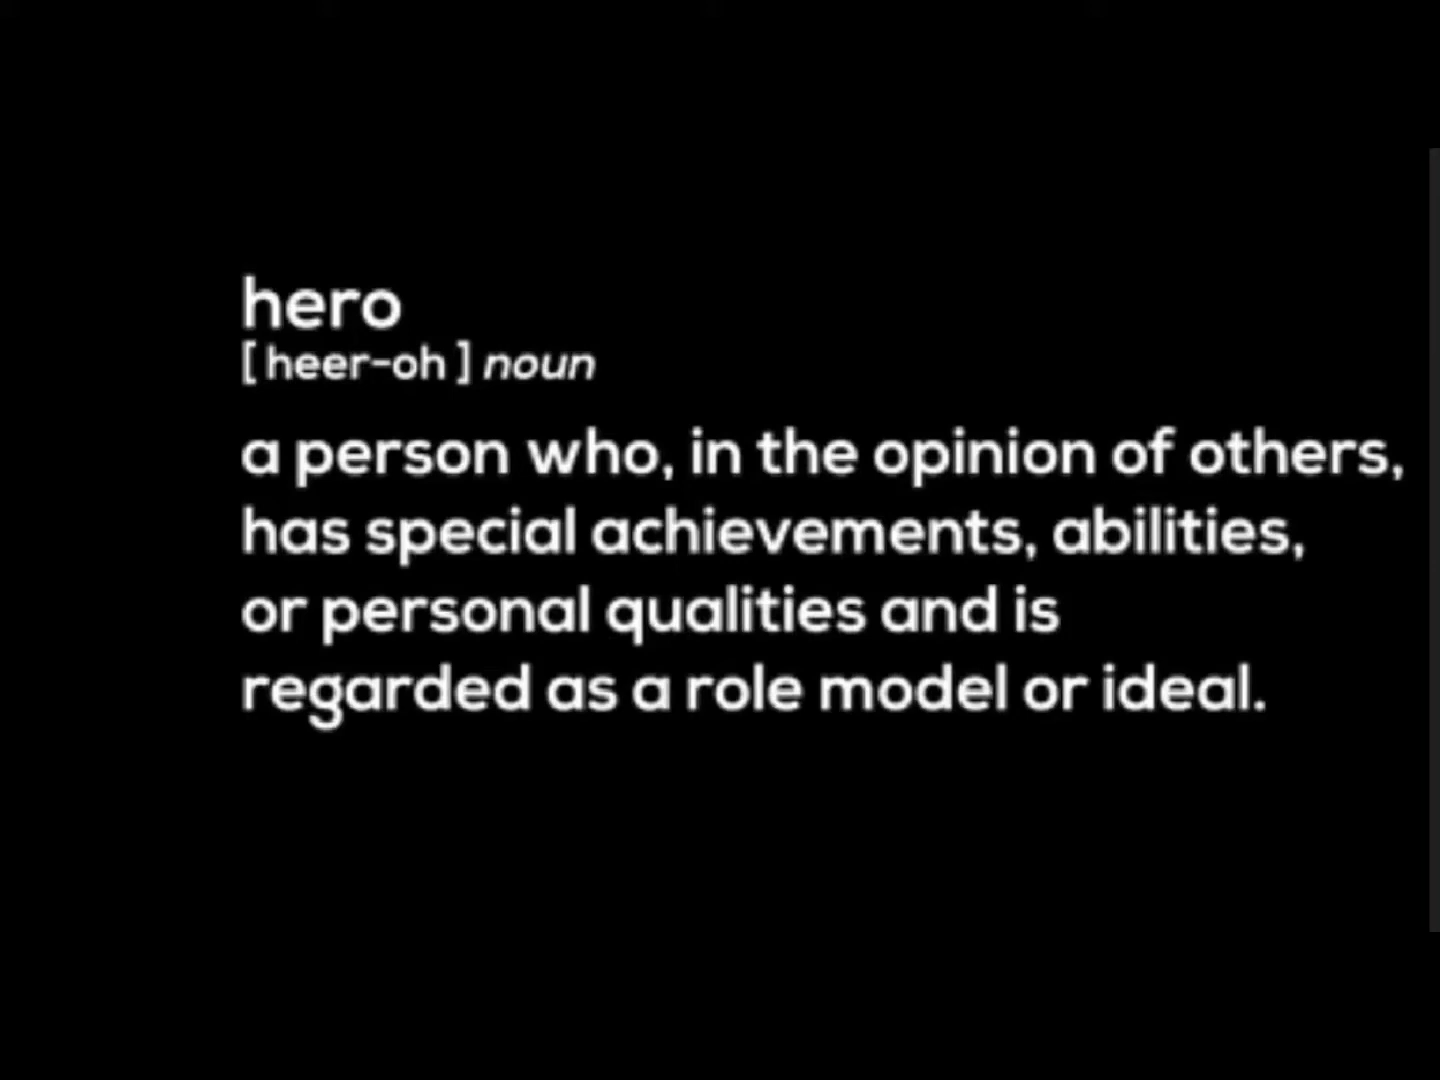 hero
[ heer-oh ] noun
a person who, in the opinion of others,
has special achievements, abilities,
or personal qualities and is
regarded as a role model or ideal.